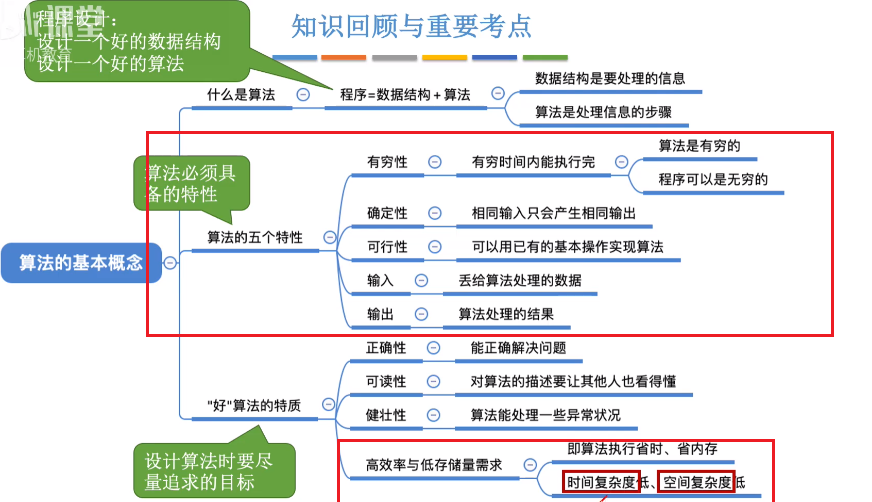 知识回顾与重要考点
程序设计：
设计一个好的数据结构
设计一个好的算法
课堂
机教育
什么是算法
程序=数据结构+算法
数据结构是要处理的信息
算法是处理信息的步骤
算法必须具
备的特性
算法的基本概念
算法的五个特性
有穷性
有穷时间内能执行完
算法是有穷的
程序可以是无穷的
确定性
相同输入只会产生相同输出
可行性
可以用已有的基本操作实现算法
输入
丢给算法处理的数据
输出
算法处理的结果
"好"算法的特质
正确性
能正确解决问题
可读性
对算法的描述要让其他人也看得懂
健壮性
算法能处理一些异常状况
高效率与低存储量需求
即算法执行省时、省内存
时间复杂度低、空间复杂度低
设计算法时要尽
量追求的目标